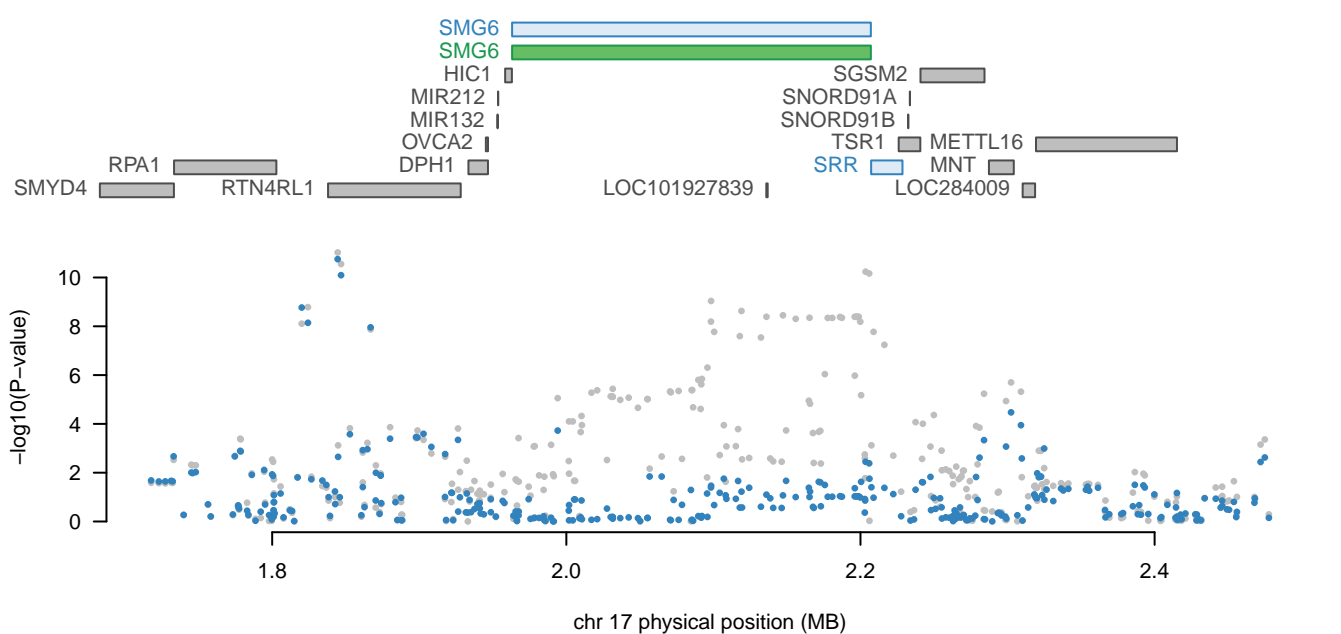 SMG6
SMG6
HIC1 SGSM2
MIR212 SNORD91A
MIR132 SNORD91B
OVCA2 TSR1 METTL16
RPA1 DPH1 SRR MNT
SMYD4 RTN4RL1 LOC101927839 LOC284009
10
8
6
4
2
0
−log10(P−value)
1.8 2.0 2.2 2.4
chr 17 physical position (MB)